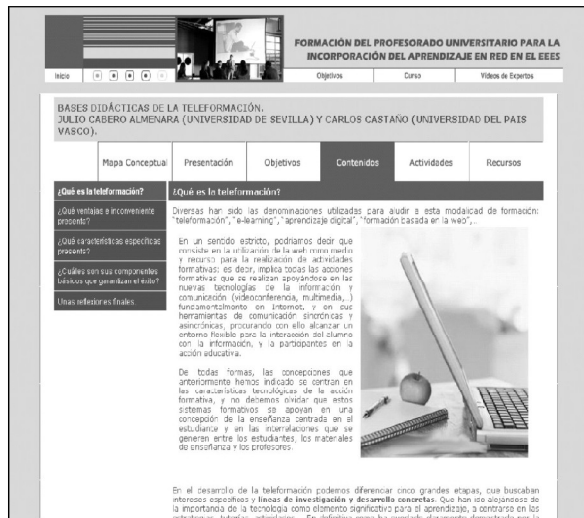 FORMACIÓN DEL PROFESORADO UNIVERSITARIO PARA LA
INCORPORACIÓN DEL APRENDIZAJE EN RED EN EL EEES
Inicio
Objetivos
Curso
Vídeos de Expertos
BASES DIDÁCTICAS DE LA TELEFORMACIÓN.
JULIO CABERO ALMENARA (UNIVERSIDAD DE SEVILLA) Y CARLOS CASTAÑO (UNIVERSIDAD DEL PAIS
VASCO).
Mapa Conceptual
Presentación
Objetivos
Contenidos
Actividades
Recursos
¿Qué es la teleformación?
¿Qué ventajas e inconveniente
presenta?
¿Qué características específicas
presenta?
¿Cuáles son sus componentes
básicos que garantizan el éxito?
Unas reflexiones finales.
¿Qué es la teleformación?
Diversas han sido las denominaciones utilizadas para aludir a esta modalidad de formación:
"teleformación", "e-learning", "aprendizaje digital", "formación basada en la web",...
En un sentido estricto, podríamos decir que
consiste en la utilización de la web como medio
y recurso para la realización de actividades
formativas; es decir, implica todas las acciones
formativas que se realizan apoyándose en las
nuevas tecnologías de la información y
comunicación (videoconferencia, multimedia,..)
fundamentalmente en Internet, y en sus
herramientas de comunicación sincrónicas y
asincrónicas, procurando con ello alcanzar un
entorno flexible para la interacción del alumno
con la información, y la participantes en la
acción educativa.
De todas formas, las concepciones que
anteriormente hemos indicado se centran en
las características tecnológicas de la acción
formativa, y no debemos olvidar que estos
sistemas formativos se apoyan en una
concepción de la enseñanza centrada en el
estudiante y en las interrelaciones que se
generen entre los estudiantes, los materiales
de enseñanza y los profesores.
En el desarrollo de la teleformación podemos diferenciar cinco grandes etapas, que buscaban
intereses específicos y líneas de investigación y desarrollo concretas. Que han ido alejándose de
la importancia de la tecnología como elemento significativo para el aprendizaje, a centrarse en las